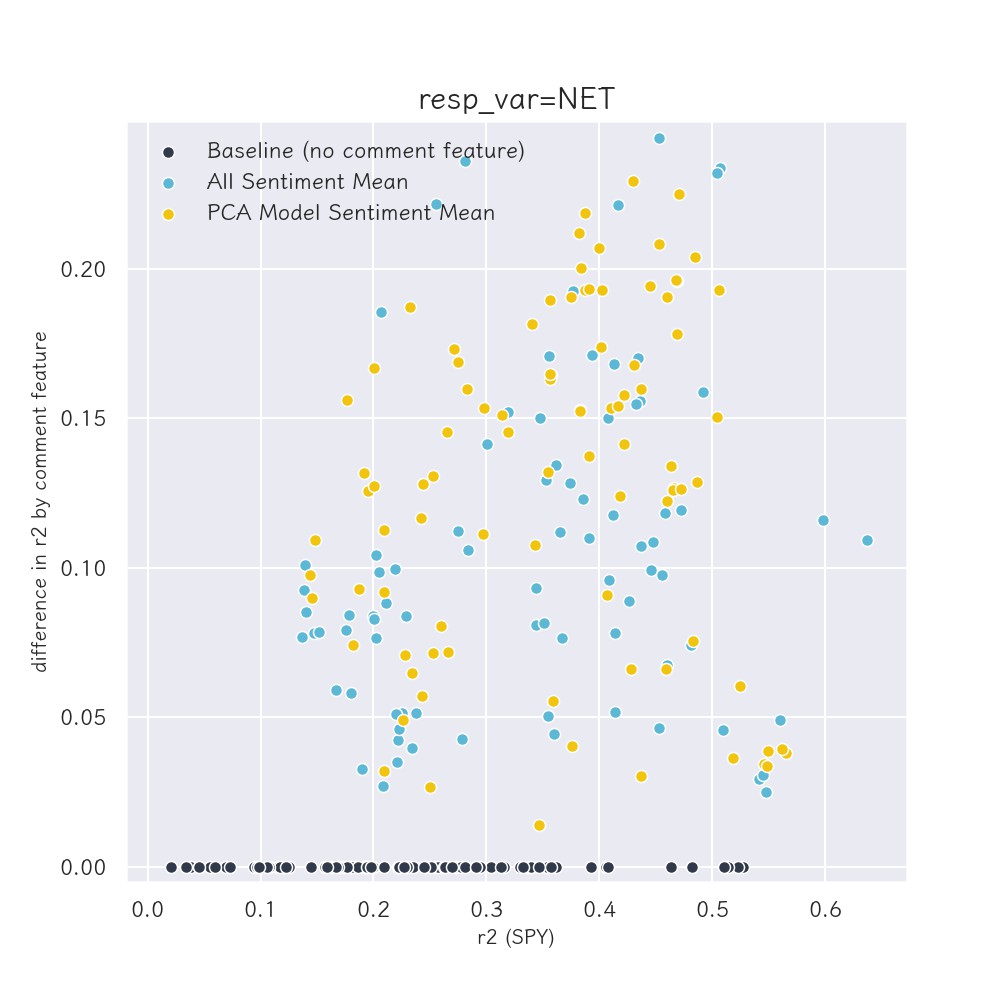 resp_var=NET
Baseline (no comment feature)
All Sentiment Mean
PCA Model Sentiment Mean
0.20
0.15
0.10
0.05
0.00
difference in r2 by comment feature
0.0 0.1 0.2 0.3 0.4 0.5 0.6
r2 (SPY)